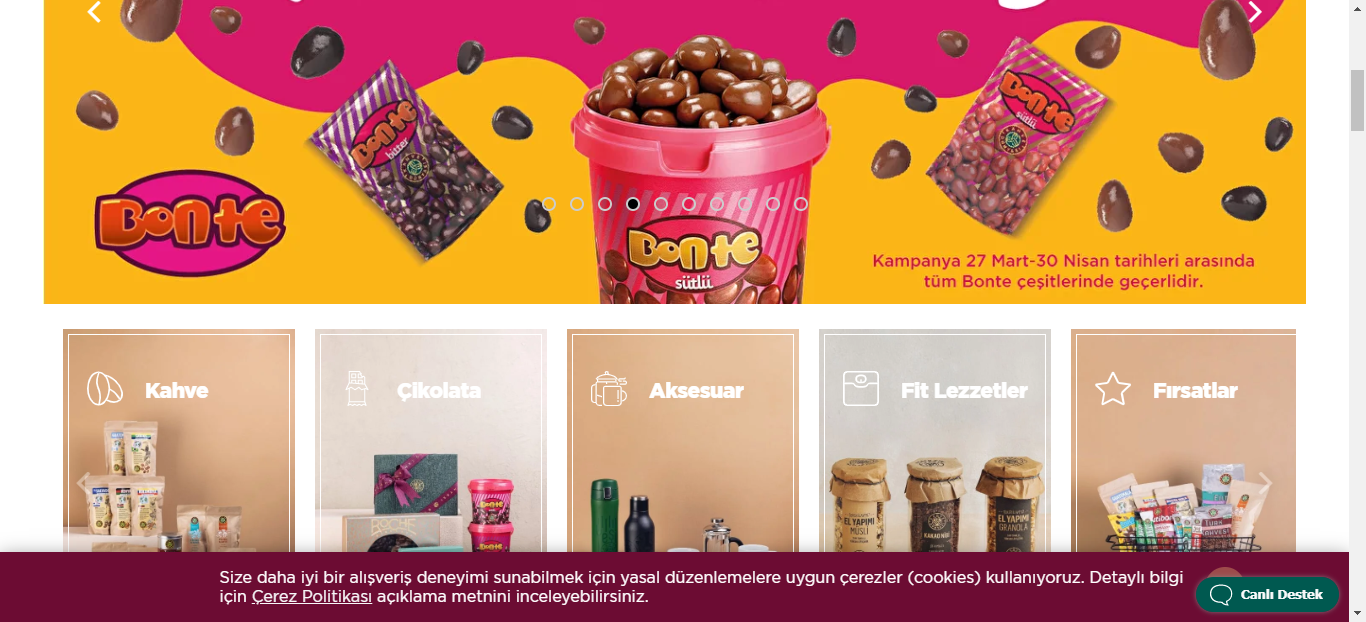 BONTE
bitter
BONTE
sütlü
BONTE
BONTE
sütlü
Kampanya 27 Mart-30 Nisan tarihleri arasında
tüm Bonte çeşitlerinde geçerlidir.
Kahve
Çikolata
Aksesuar
Fit Lezzetler
Fırsatlar
BONTE
ROCHE
BONTE
EL YAPIMI
MÜSLİ
KAKAO NİB
EL YAPIMI
GRANOLA
Size daha iyi bir alışveriş deneyimi sunabilmek için yasal düzenlemelere uygun çerezler (cookies) kullanıyoruz. Detaylı bilgi
için Çerez Politikası açıklama metnini inceleyebilirsiniz.
Canlı Destek